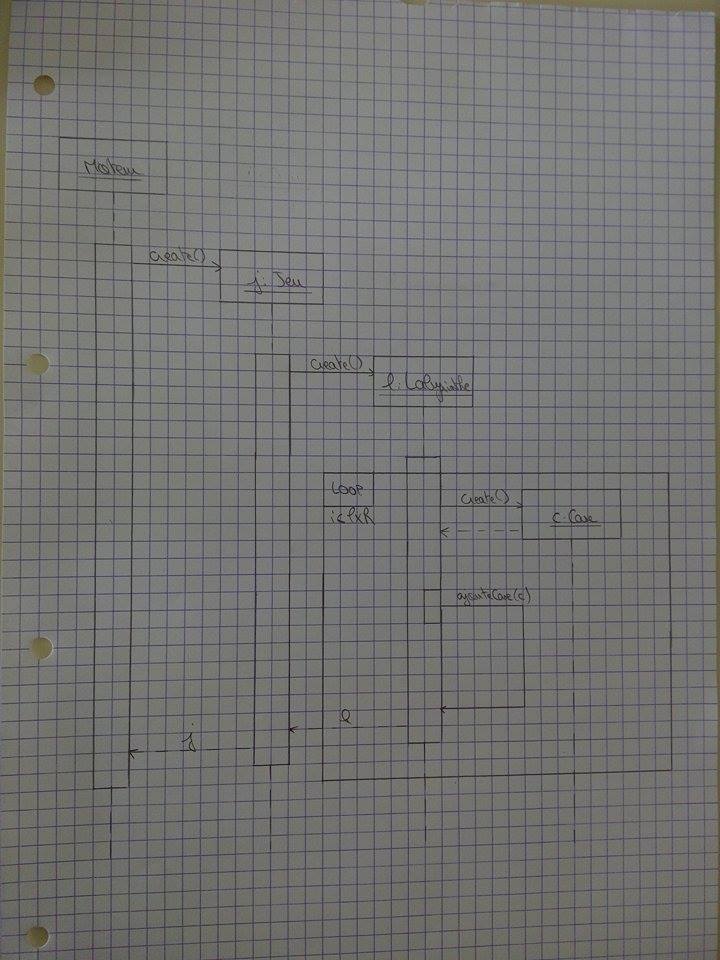 Moteur
create()
j: Jeu
create()
l: Labyrinthe
LOOP
create()
i<lxR
c: Case
ajouteCase(c)
l
j